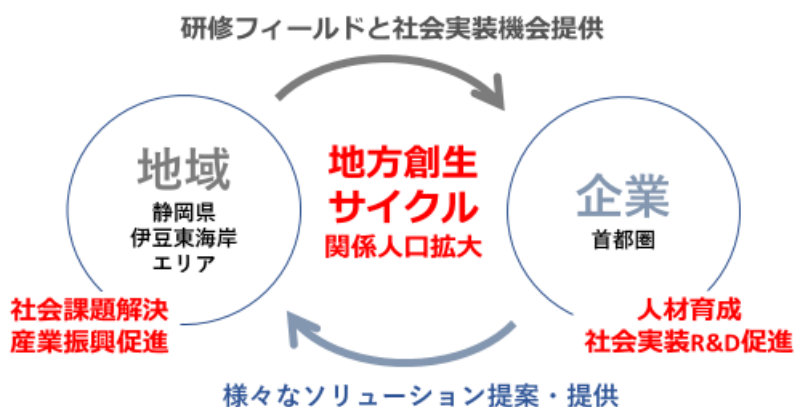 研修フィールドと社会実装機会提供
地域
静岡県
伊豆東海岸
エリア
地方創生
サイクル
関係人口拡大
企業
首都圏
社会課題解決
産業振興促進
人材育成
社会実装R&D促進
様々なソリューション提案・提供